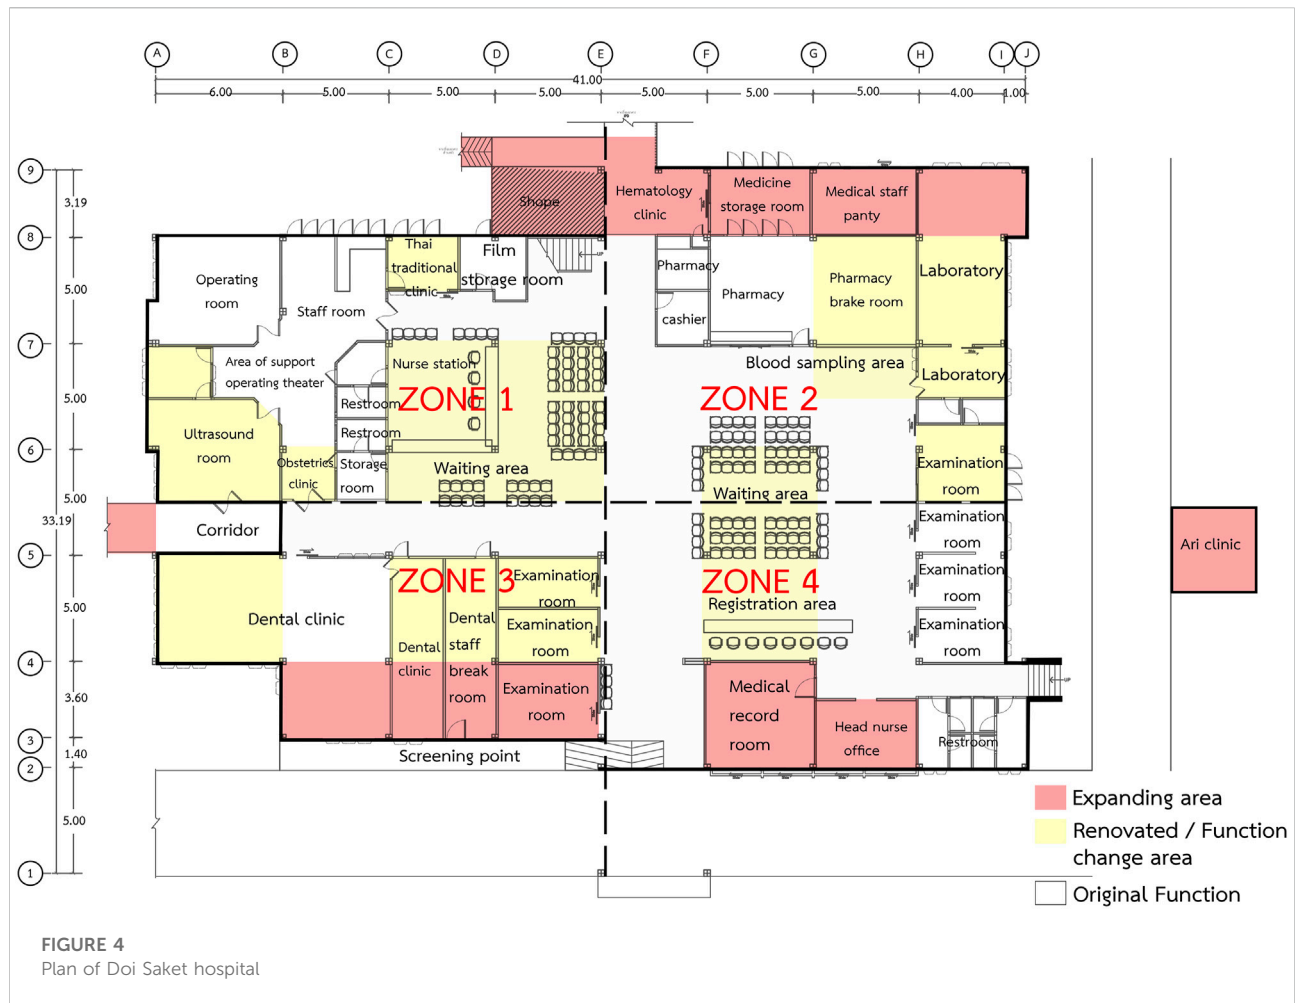 A B C D E F G H I J
41.00
6.00 5.00 5.00 5.00 5.00 5.00 5.00 4.00 1.00
9
3.19
8
5.00
7
5.00
6
5.00
33.19
5
5.00
4
3.60
3
1.40
2
5.00
1
Shope
Hematology
clinic
Medicine
storage room
Medical staff
panty
Operating
room
Staff room
Thai
traditional
clinic
Film
storage room
UP
Pharmacy
cashier
Pharmacy
Pharmacy
brake room
Laboratory
Area of support
operating theater
Nurse station
Restroom
Restroom
Storage
room
ZONE 1
ZONE 2
Blood sampling area
Laboratory
Ultrasound
room
Obstetrics
clinic
Waiting area
Waiting area
Examination
room
Corridor
Examination
room
Ari clinic
Dental clinic
ZONE 3
Dental
clinic
Dental
staff
break
room
Examination
room
Examination
room
Examination
room
ZONE 4
Registration area
Examination
room
Examination
room
UP
Medical
record
room
Head nurse
office
Restroom
Screening point
Expanding area
Renovated / Function
change area
Original Function
FIGURE 4
Plan of Doi Saket hospital